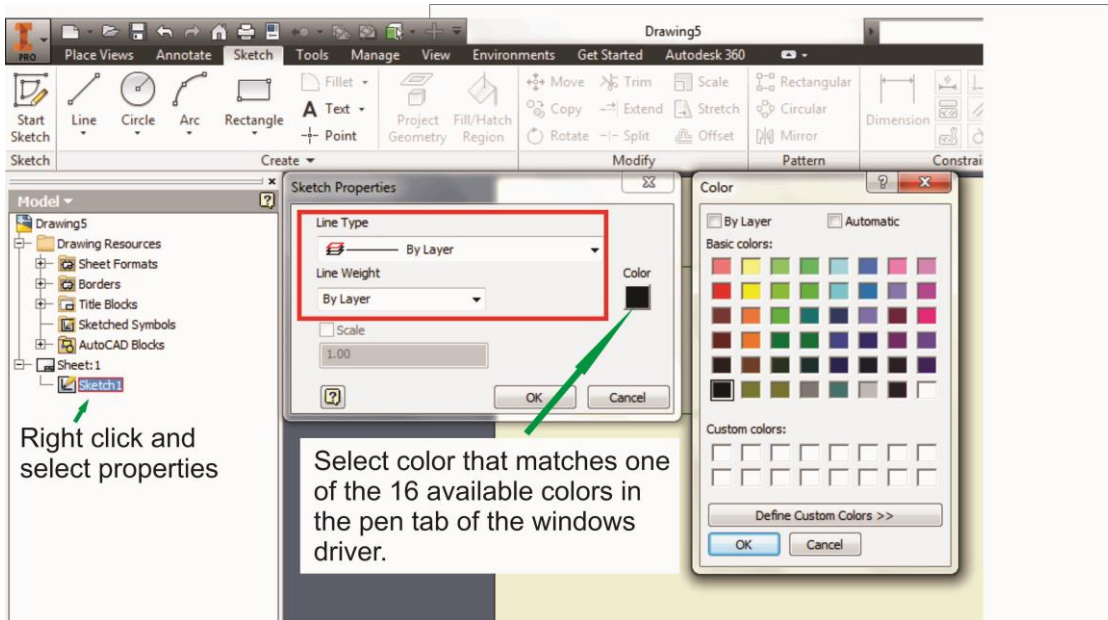 Drawing5
PRO
Place Views Annotate Sketch Tools Manage View Environments Get Started Autodesk 360
Start
Sketch
Line
Circle
Arc
Rectangle
Fillet
A Text
Point
Project
Geometry
Fill/Hatch
Region
Move
Copy
Rotate
Trim
Extend
Split
Scale
Stretch
Offset
Rectangular
Circular
Mirror
Dimension
Sketch
Create
Modify
Pattern
Constrai
Model
Drawing5
Drawing Resources
Sheet Formats
Borders
Title Blocks
Sketched Symbols
AutoCAD Blocks
Sheet:1
Sketch1
Right click and
select properties
Sketch Properties
Line Type
By Layer
Line Weight
By Layer
Color
Scale
1.00
OK Cancel
Select color that matches one
of the 16 available colors in
the pen tab of the windows
driver.
Color
By Layer Automatic
Basic colors:
Custom colors:
Define Custom Colors >>
OK Cancel